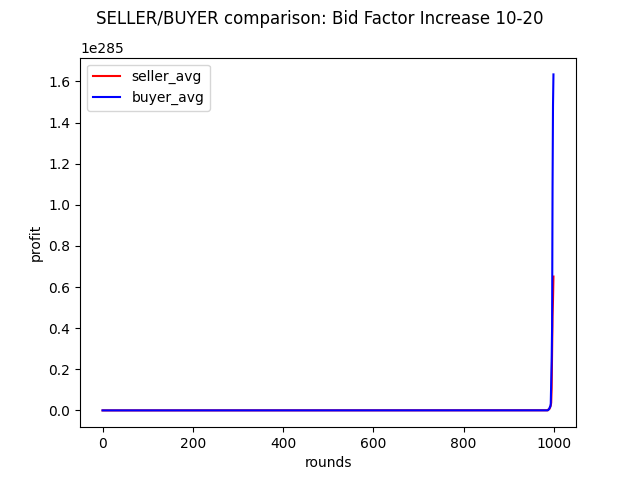 SELLER/BUYER comparison: Bid Factor Increase 10-20
1e285
seller_avg
buyer_avg
1.6
1.4
1.2
1.0
0.8
0.6
0.4
0.2
0.0
profit
0 200 400 600 800 1000
rounds